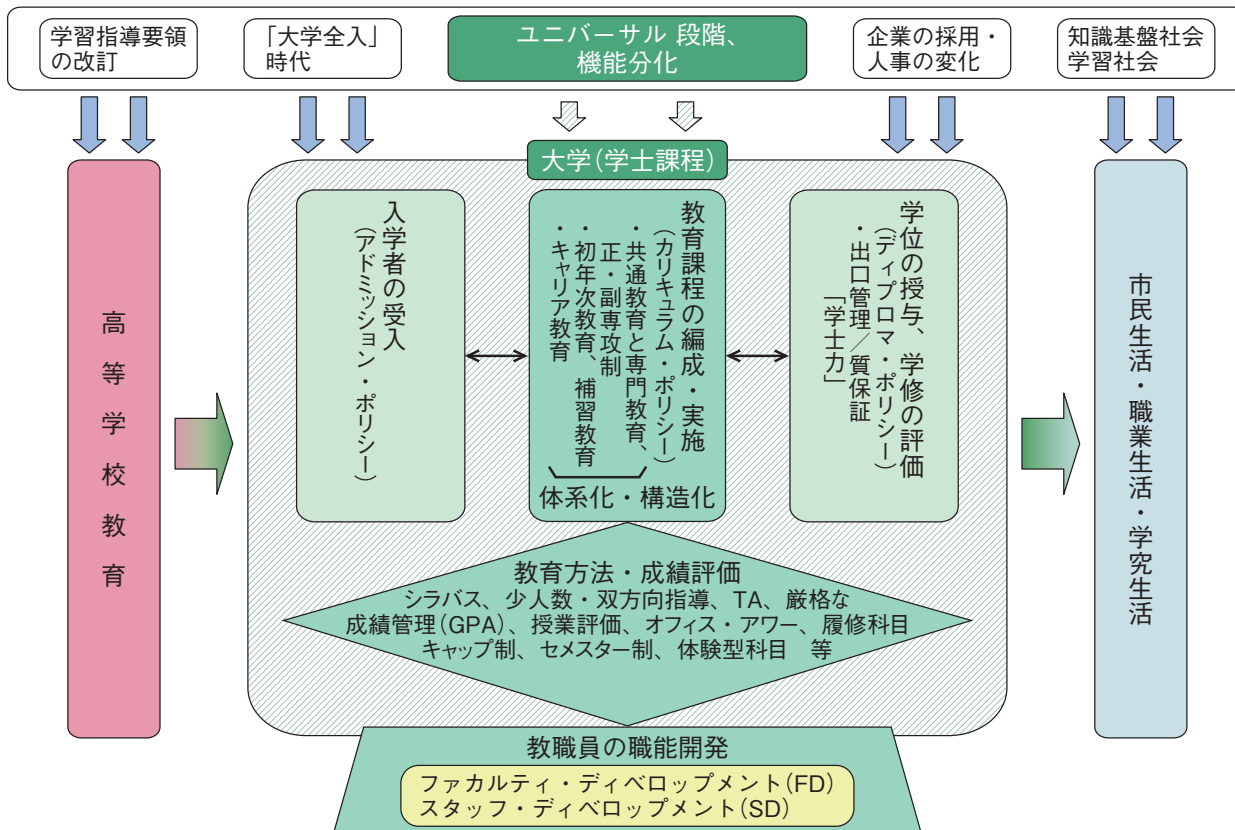 学習指導要領
の改訂
「大学全入」
時代
ユニバーサル 段階、
機能分化
企業の採用・
人事の変化
知識基盤社会
学習社会
大学(学士課程)
高等学校教育
入学者の受入
(アドミッション・ポリシー)
教育課程の編成・実施
(カリキュラム・ポリシー)
・共通教育と専門教育、
正・副専攻制
・初年次教育、補習教育
・キャリア教育
体系化・構造化
学位の授与、学修の評価
(ディプロマ・ポリシー)
・出口管理／質保証
「学士力」
市民生活・職業生活・学究生活
教育方法・成績評価
シラバス、少人数・双方向指導、TA、厳格な
成績管理(GPA)、授業評価、オフィス・アワー、履修科目
キャップ制、セメスター制、体験型科目　等
教職員の職能開発
ファカルティ・ディベロップメント(FD)
スタッフ・ディベロップメント(SD)